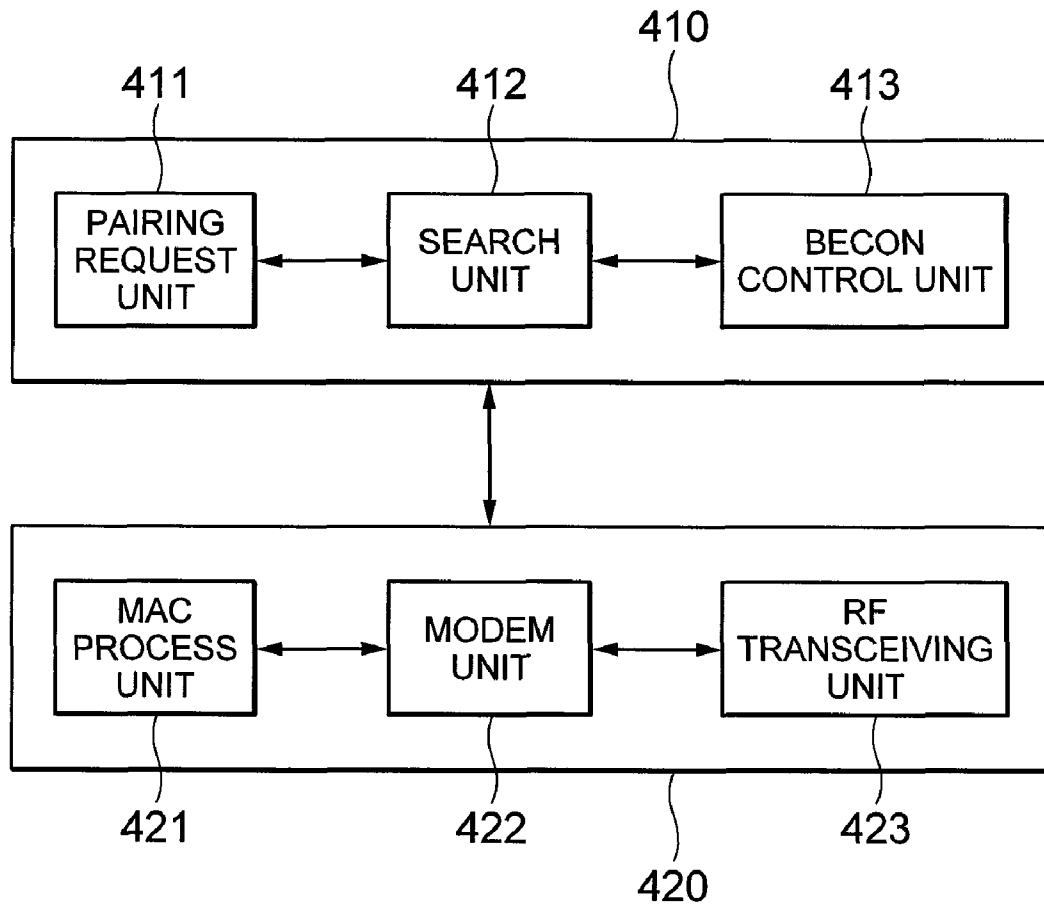 410
411
412
413
PAIRING
REQUEST
UNIT
SEARCH
UNIT
BECON
CONTROL UNIT
MAC
PROCESS
UNIT
MODEM
UNIT
RF
TRANSCEIVING
UNIT
421
422
423
420